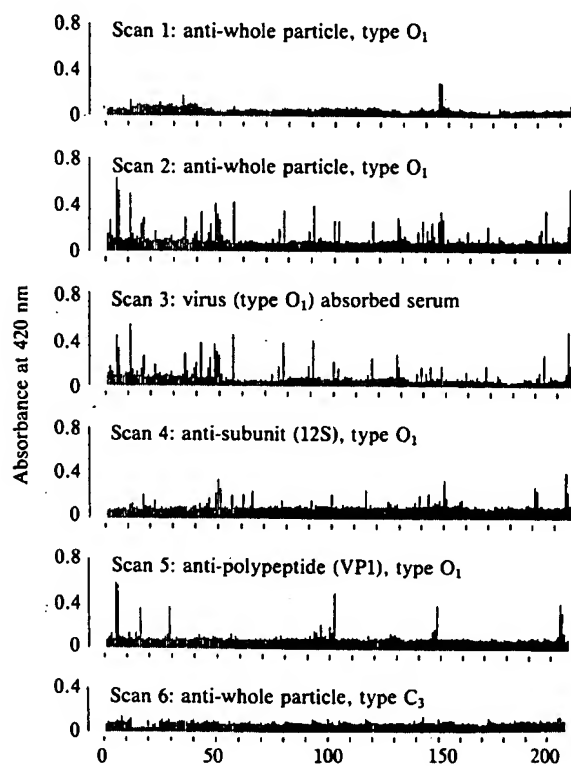 Absorbance at 420 nm
0.8
Scan 1: anti-whole particle, type O₁
0.4
0
0.8
Scan 2: anti-whole particle, type O₁
0.4
0
0.8
Scan 3: virus (type O₁) absorbed serum
0.4
0
0.8
Scan 4: anti-subunit (12S), type O₁
0.4
0
0.8
Scan 5: anti-polypeptide (VP1), type O₁
0.4
0
0.4
Scan 6: anti-whole particle, type C₃
0
0 50 100 150 200